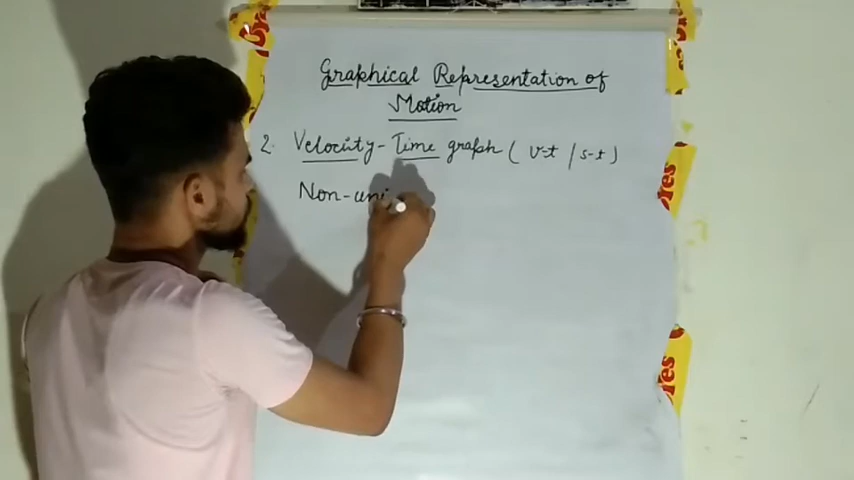 Graphical Representation of
Motion
2. Velocity-Time graph ( v-t / s-t )
Non-uni